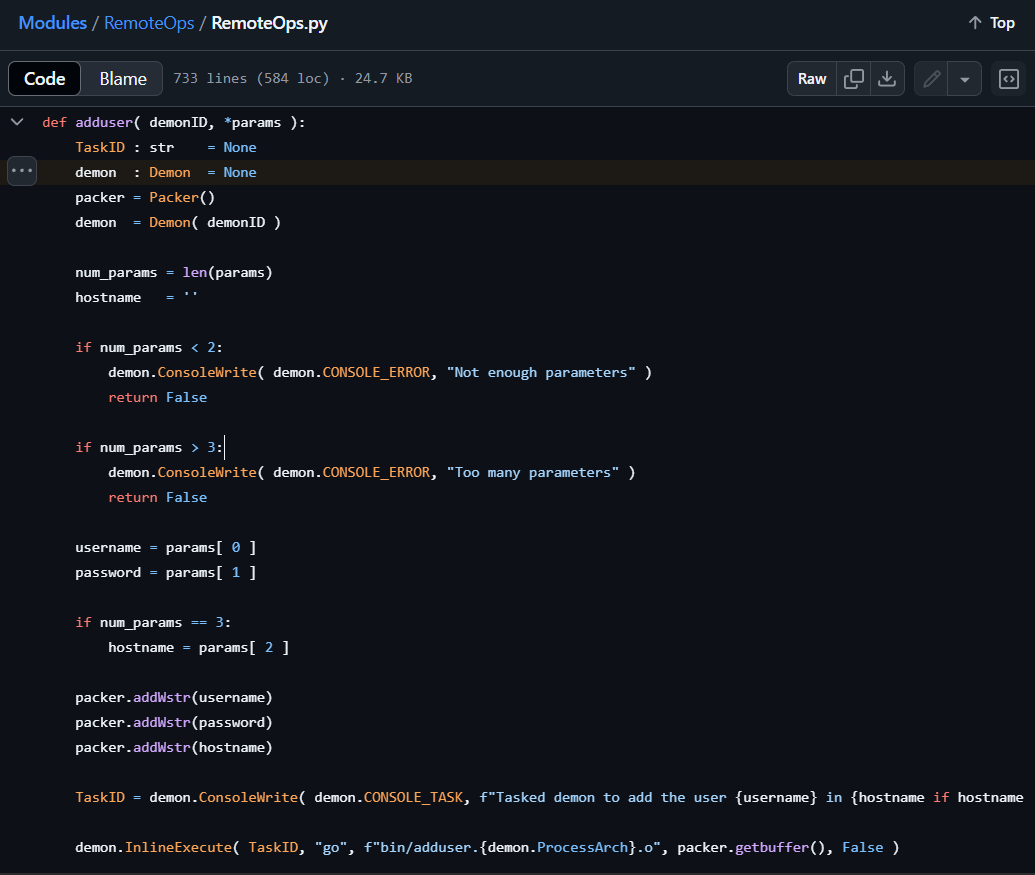 Modules / RemoteOps / RemoteOps.py
↑ Top
Code Blame 733 lines (584 loc) · 24.7 KB
Raw
def adduser( demonID, *params ):
    TaskID : str    = None
    demon  : Demon  = None
    packer = Packer()
    demon  = Demon( demonID )
    num_params = len(params)
    hostname   = ''
    if num_params < 2:
        demon.ConsoleWrite( demon.CONSOLE_ERROR, "Not enough parameters" )
        return False
    if num_params > 3:
        demon.ConsoleWrite( demon.CONSOLE_ERROR, "Too many parameters" )
        return False
    username = params[ 0 ]
    password = params[ 1 ]
    if num_params == 3:
        hostname = params[ 2 ]
    packer.addWstr(username)
    packer.addWstr(password)
    packer.addWstr(hostname)
    TaskID = demon.ConsoleWrite( demon.CONSOLE_TASK, f"Tasked demon to add the user {username} in {hostname if hostname
    demon.InlineExecute( TaskID, "go", f"bin/adduser.{demon.ProcessArch}.o", packer.getbuffer(), False )